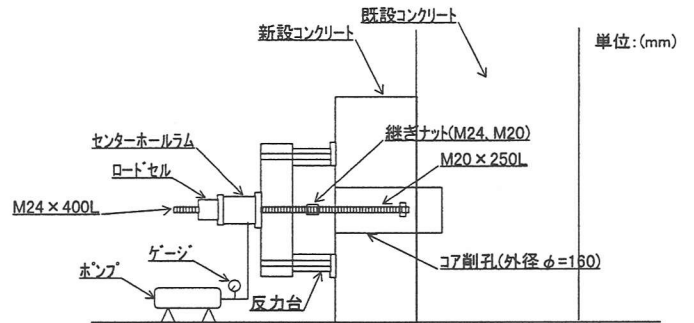 既設コンクリート
新設コンクリート
単位:(mm)
継ぎナット(M24、M20)
センターホールラム
M20×250L
ロードセル
M24×400L
ゲージ
コア削孔(外径φ=160)
ポンプ
反力台